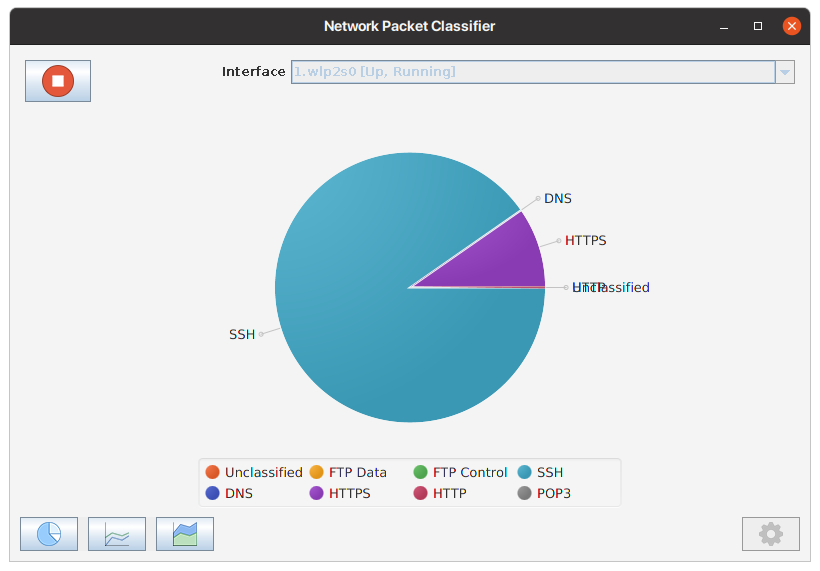 Network Packet Classifier
Interface 1.wlp2s0 [Up, Running]
DNS
HTTPS
HTTP
Unclassified
SSH
Unclassified FTP Data FTP Control SSH
DNS HTTPS HTTP POP3